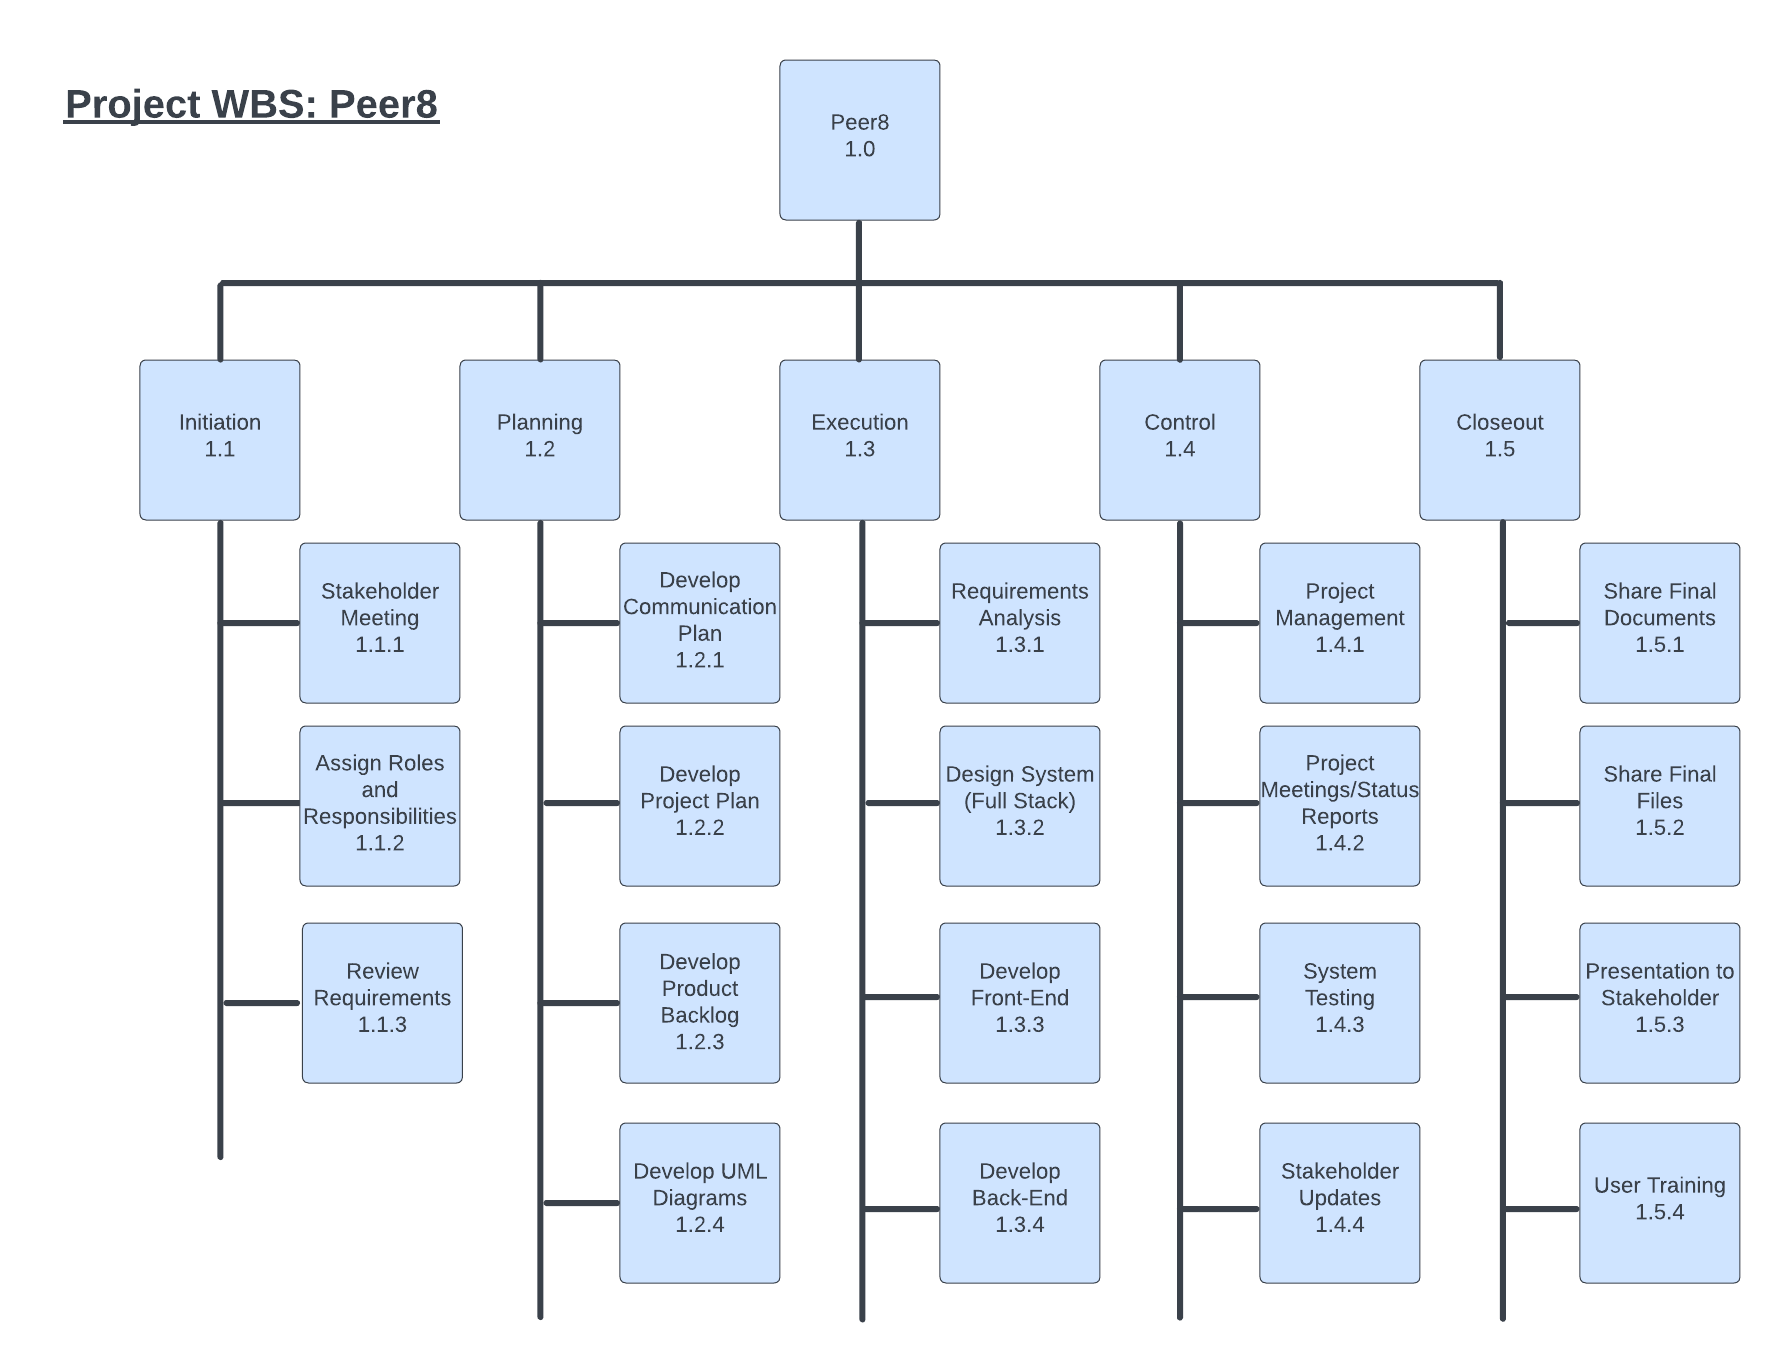 Project WBS: Peer8
Peer8
1.0
Initiation
1.1
Planning
1.2
Execution
1.3
Control
1.4
Closeout
1.5
Stakeholder
Meeting
1.1.1
Assign Roles
and
Responsibilities
1.1.2
Review
Requirements
1.1.3
Develop
Communication
Plan
1.2.1
Develop
Project Plan
1.2.2
Develop
Product
Backlog
1.2.3
Develop UML
Diagrams
1.2.4
Requirements
Analysis
1.3.1
Design System
(Full Stack)
1.3.2
Develop
Front-End
1.3.3
Develop
Back-End
1.3.4
Project
Management
1.4.1
Project
Meetings/Status
Reports
1.4.2
System
Testing
1.4.3
Stakeholder
Updates
1.4.4
Share Final
Documents
1.5.1
Share Final
Files
1.5.2
Presentation to
Stakeholder
1.5.3
User Training
1.5.4